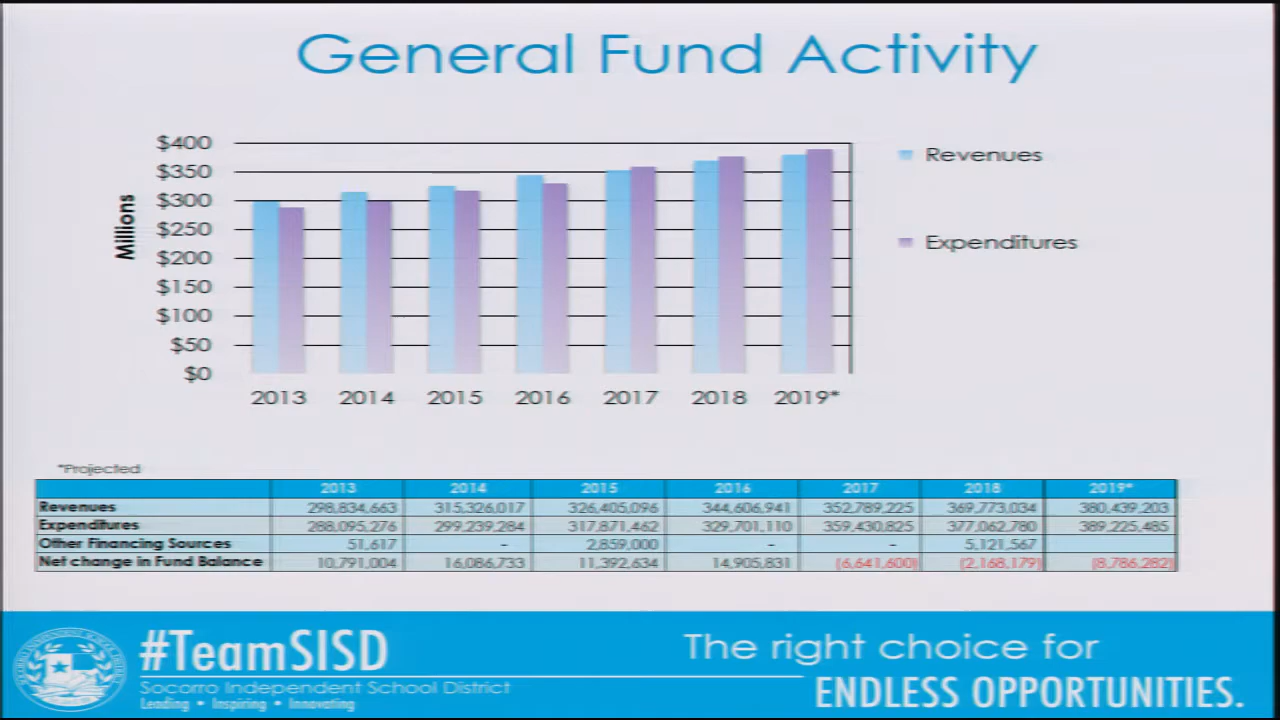 General Fund Activity
$400
$350
$300
$250
$200
$150
$100
$50
$0
Millions
2013 2014 2015 2016 2017 2018 2019*
Revenues
Expenditures
*Projected
2013 2014 2015 2016 2017 2018 2019*
Revenues 298,834,663 315,326,017 326,405,096 344,606,941 352,789,225 369,773,034 380,439,203
Expenditures 288,095,276 299,239,284 317,871,462 329,701,110 359,430,825 377,062,780 389,225,485
Other Financing Sources 51,617 - 2,859,000 - - 5,121,567
Net change in Fund Balance 10,791,004 16,086,733 11,392,634 14,905,831 (6,641,600) (2,168,179) (8,786,282)
#TeamSISD
Socorro Independent School District
Leading • Inspiring • Innovating
The right choice for
ENDLESS OPPORTUNITIES.